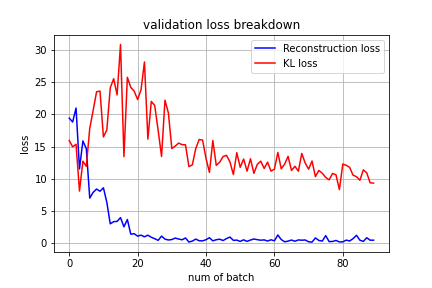 validation loss breakdown
Reconstruction loss
KL loss
loss
30
25
20
15
10
5
0
0 20 40 60 80
num of batch